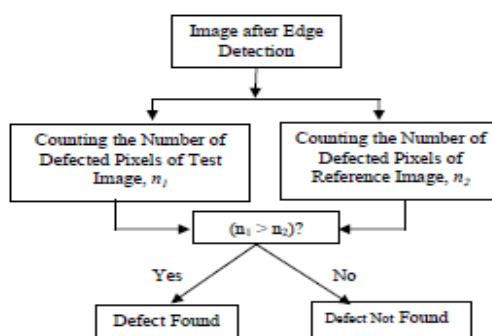 Image after Edge
Detection
Counting the Number of
Defected Pixels of Test
Image, n₁
Counting the Number of
Defected Pixels of
Reference Image, n₂
(n₁ > n₂)?
Yes
No
Defect Found
Defect Not Found